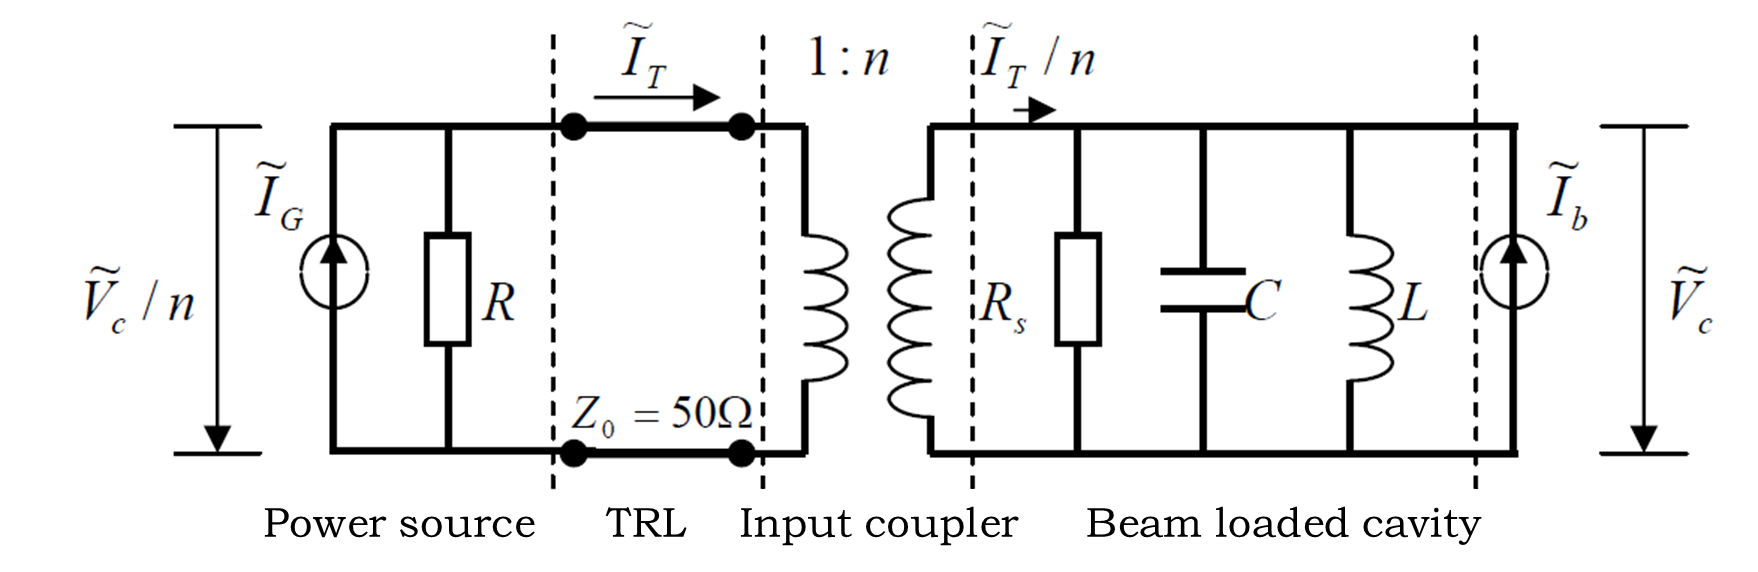 Ĩ_T
1 : n
Ĩ_T / n
Ĩ_G
Ĩ_b
Ṽ_c / n
R
R_s
C
L
Ṽ_c
Z_0 = 50Ω
Power source
TRL
Input coupler
Beam loaded cavity